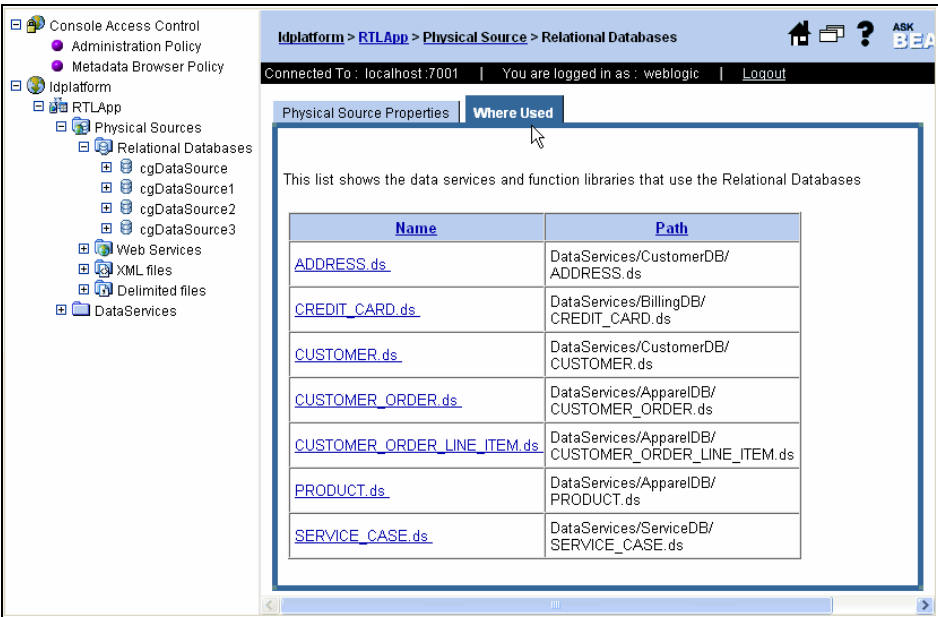 Console Access Control
Administration Policy
Metadata Browser Policy
ldplatform
RTLApp
Physical Sources
Relational Databases
cgDataSource
cgDataSource1
cgDataSource2
cgDataSource3
Web Services
XML files
Delimited files
DataServices
ldplatform > RTLApp > Physical Source > Relational Databases
?
ASK
BEA
Connected To : localhost :7001 | You are logged in as : weblogic | Logout
Physical Source Properties
Where Used
This list shows the data services and function libraries that use the Relational Databases
Name Path
ADDRESS.ds DataServices/CustomerDB/
ADDRESS.ds
CREDIT_CARD.ds DataServices/BillingDB/
CREDIT_CARD.ds
CUSTOMER.ds DataServices/CustomerDB/
CUSTOMER.ds
CUSTOMER_ORDER.ds DataServices/ApparelDB/
CUSTOMER_ORDER.ds
CUSTOMER_ORDER_LINE_ITEM.ds DataServices/ApparelDB/
CUSTOMER_ORDER_LINE_ITEM.ds
PRODUCT.ds DataServices/ApparelDB/
PRODUCT.ds
SERVICE_CASE.ds DataServices/ServiceDB/
SERVICE_CASE.ds